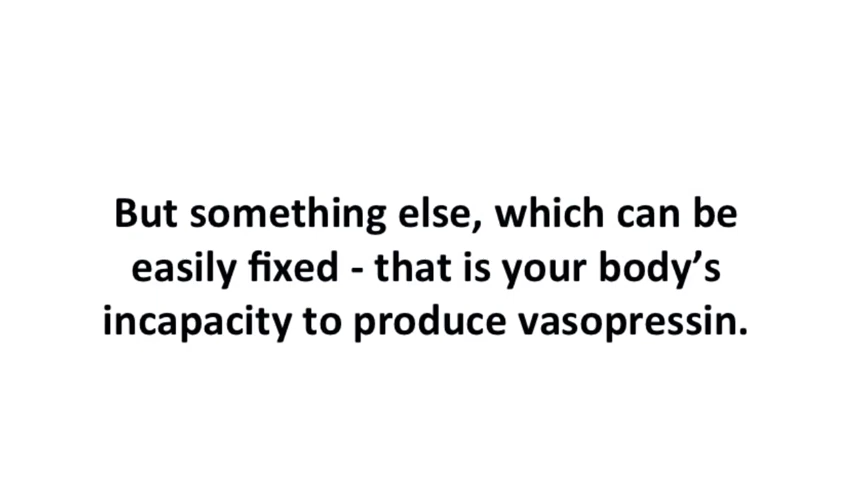 But something else, which can be
easily fixed - that is your body’s
incapacity to produce vasopressin.